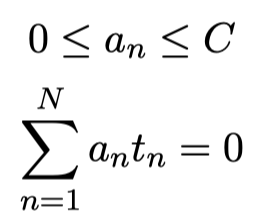 0 ≤ aₙ ≤ C
∑ₙ₌₁ᴺ aₙtₙ = 0